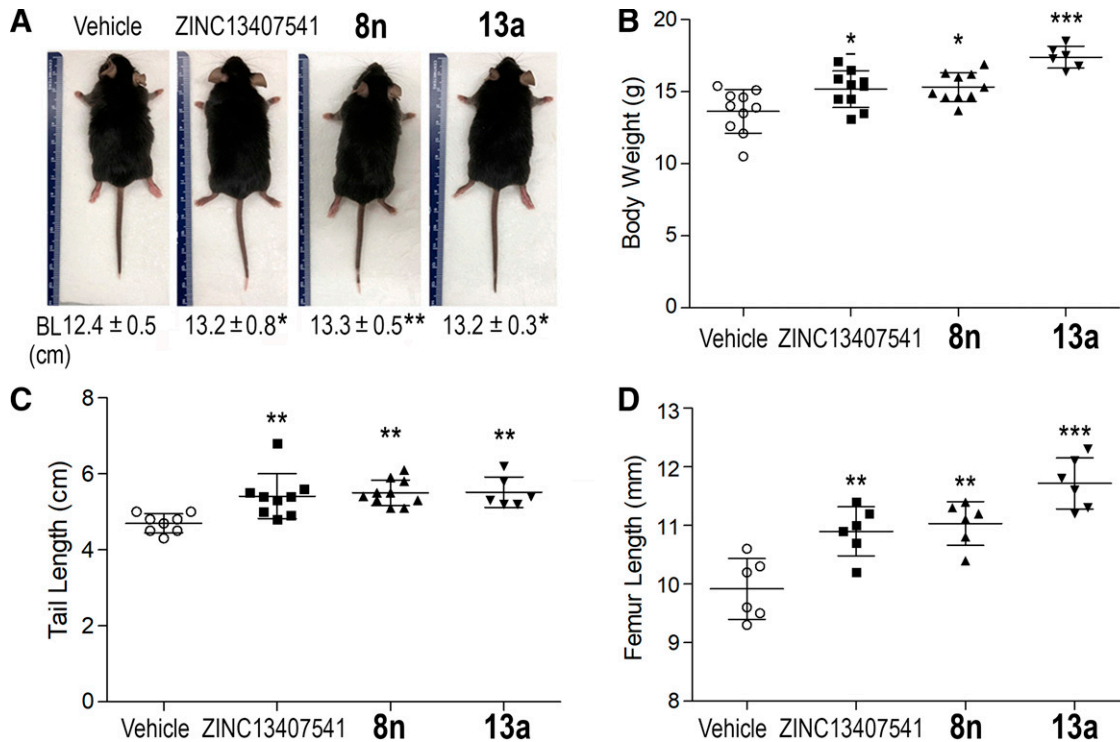 A
Vehicle ZINC13407541 8n 13a
BL 12.4 ± 0.5 13.2 ± 0.8* 13.3 ± 0.5** 13.2 ± 0.3*
(cm)
B
Body Weight (g)
20
15
10
5
0
* * ***
Vehicle ZINC13407541 8n 13a
C
Tail Length (cm)
8
6
4
2
0
** ** **
Vehicle ZINC13407541 8n 13a
D
Femur Length (mm)
13
12
11
10
9
8
** ** ***
Vehicle ZINC13407541 8n 13a